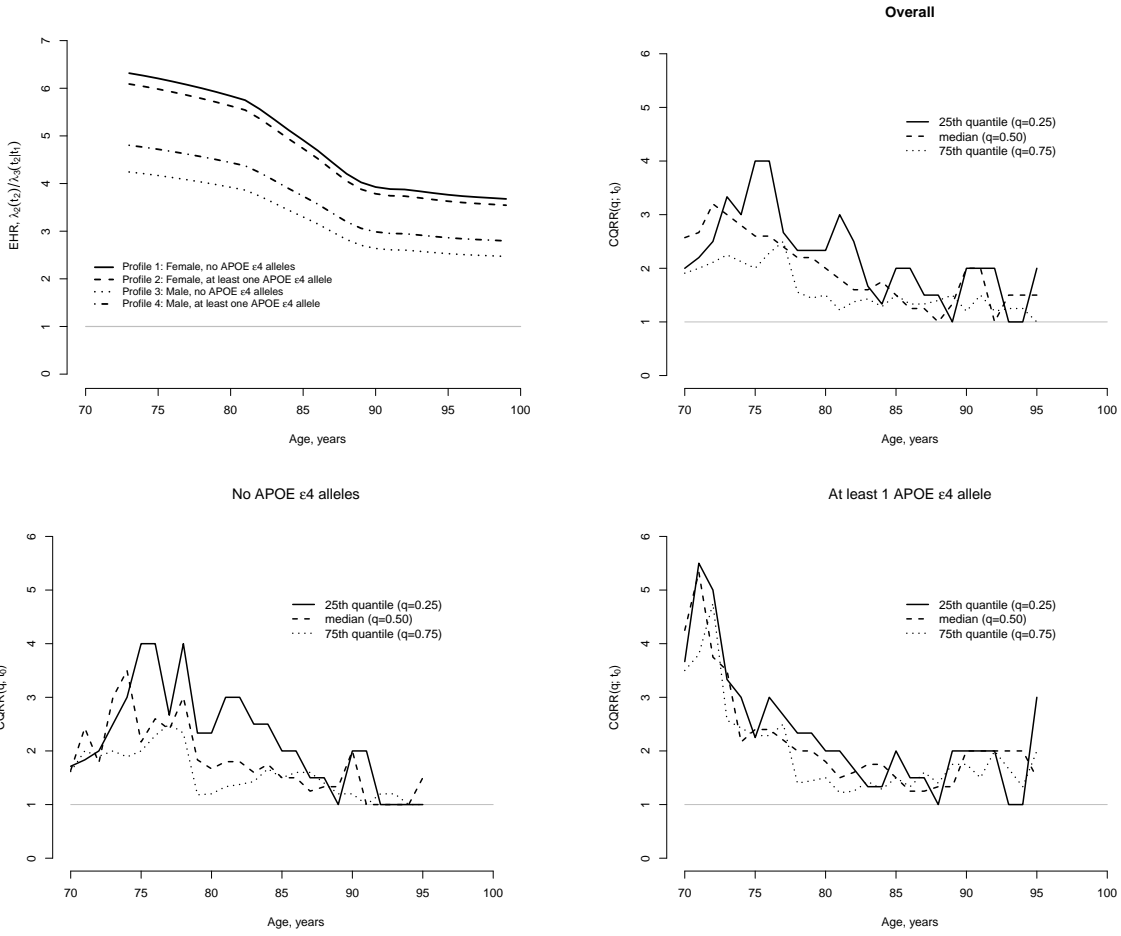 EHR, λ₂(t₂)/λ₃(t₂|t₁)
7
6
5
4
3
2
1
0
Profile 1: Female, no APOE ε4 alleles
Profile 2: Female, at least one APOE ε4 allele
Profile 3: Male, no APOE ε4 alleles
Profile 4: Male, at least one APOE ε4 allele
70 75 80 85 90 95 100
Age, years
Overall
CQRR(q; t₀)
6
5
4
3
2
1
0
25th quantile (q=0.25)
median (q=0.50)
75th quantile (q=0.75)
70 75 80 85 90 95 100
Age, years
No APOE ε4 alleles
CQRR(q; t₀)
6
5
4
3
2
1
0
25th quantile (q=0.25)
median (q=0.50)
75th quantile (q=0.75)
70 75 80 85 90 95 100
Age, years
At least 1 APOE ε4 allele
CQRR(q; t₀)
6
5
4
3
2
1
0
25th quantile (q=0.25)
median (q=0.50)
75th quantile (q=0.75)
70 75 80 85 90 95 100
Age, years